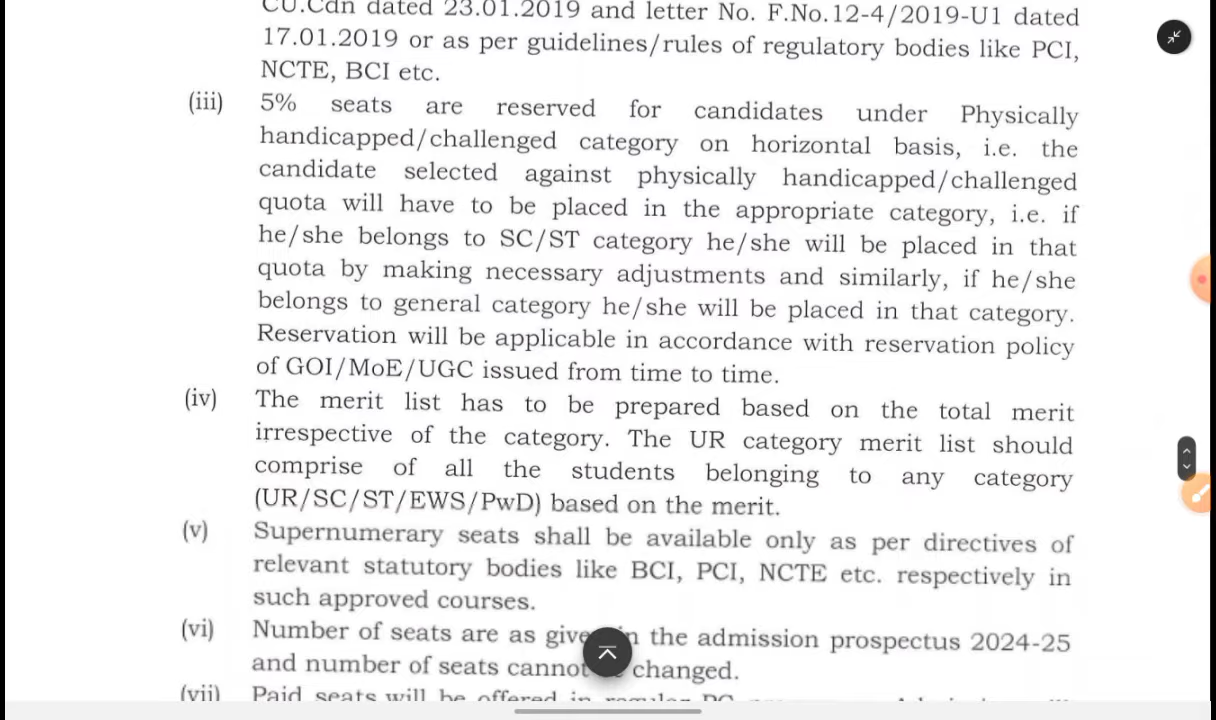 CU.Cdn dated 23.01.2019 and letter No. F.No.12-4/2019-U1 dated
17.01.2019 or as per guidelines/rules of regulatory bodies like PCI,
NCTE, BCI etc.
(iii) 5% seats are reserved for candidates under Physically
handicapped/challenged category on horizontal basis, i.e. the
candidate selected against physically handicapped/challenged
quota will have to be placed in the appropriate category, i.e. if
he/she belongs to SC/ST category he/she will be placed in that
quota by making necessary adjustments and similarly, if he/she
belongs to general category he/she will be placed in that category.
Reservation will be applicable in accordance with reservation policy
of GOI/MoE/UGC issued from time to time.
(iv) The merit list has to be prepared based on the total merit
irrespective of the category. The UR category merit list should
comprise of all the students belonging to any category
(UR/SC/ST/EWS/PwD) based on the merit.
(v) Supernumerary seats shall be available only as per directives of
relevant statutory bodies like BCI, PCI, NCTE etc. respectively in
such approved courses.
(vi) Number of seats are as in the admission prospectus 2024-25
and number of seats changed.
(vii) Paid seats will be offered in